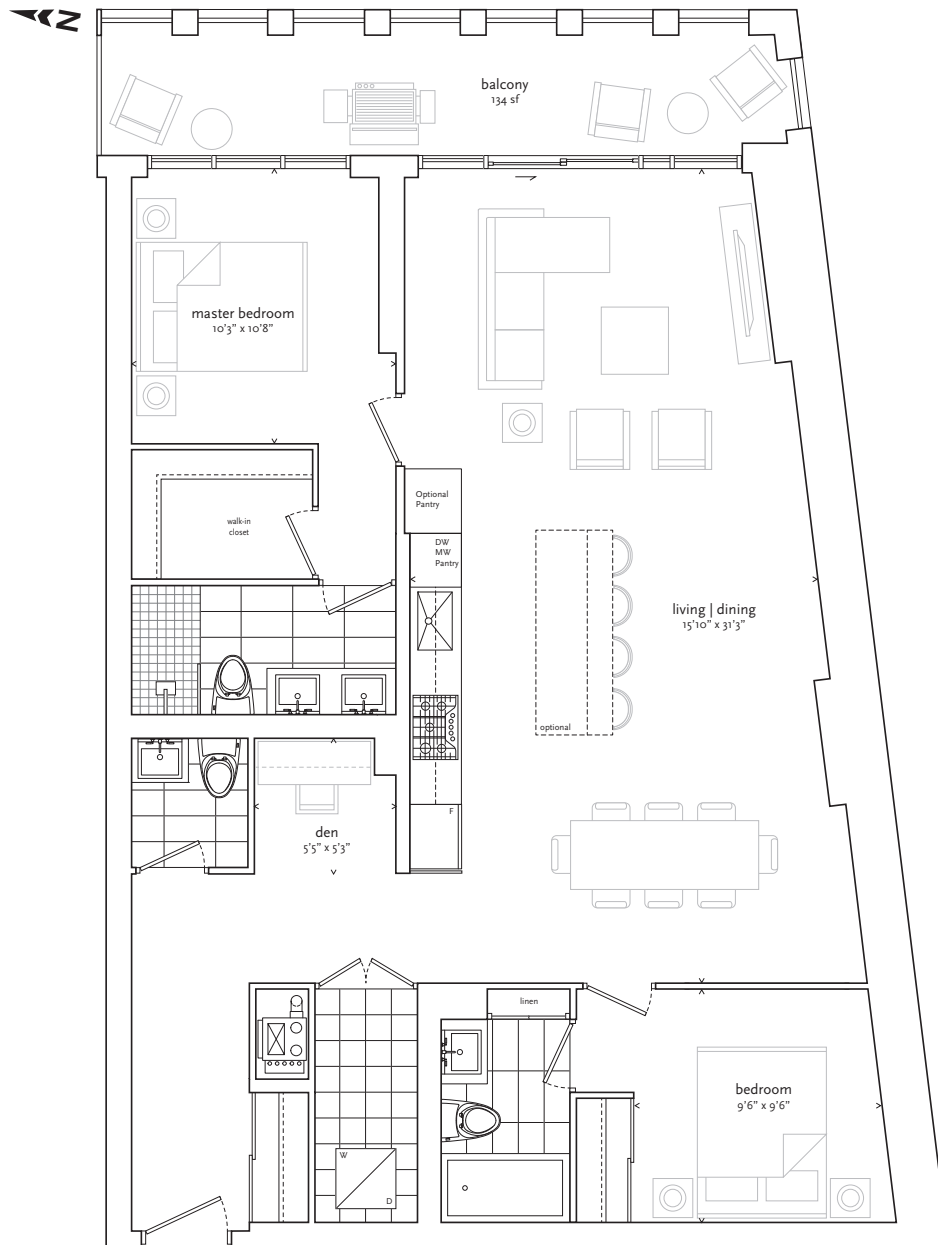 N
balcony
134 sf
master bedroom
10'3" x 10'8"
Optional
Pantry
walk-in
closet
DW
MW
Pantry
living | dining
15'10" x 31'3"
optional
F
den
5'5" x 5'3"
linen
bedroom
9'6" x 9'6"
W
D